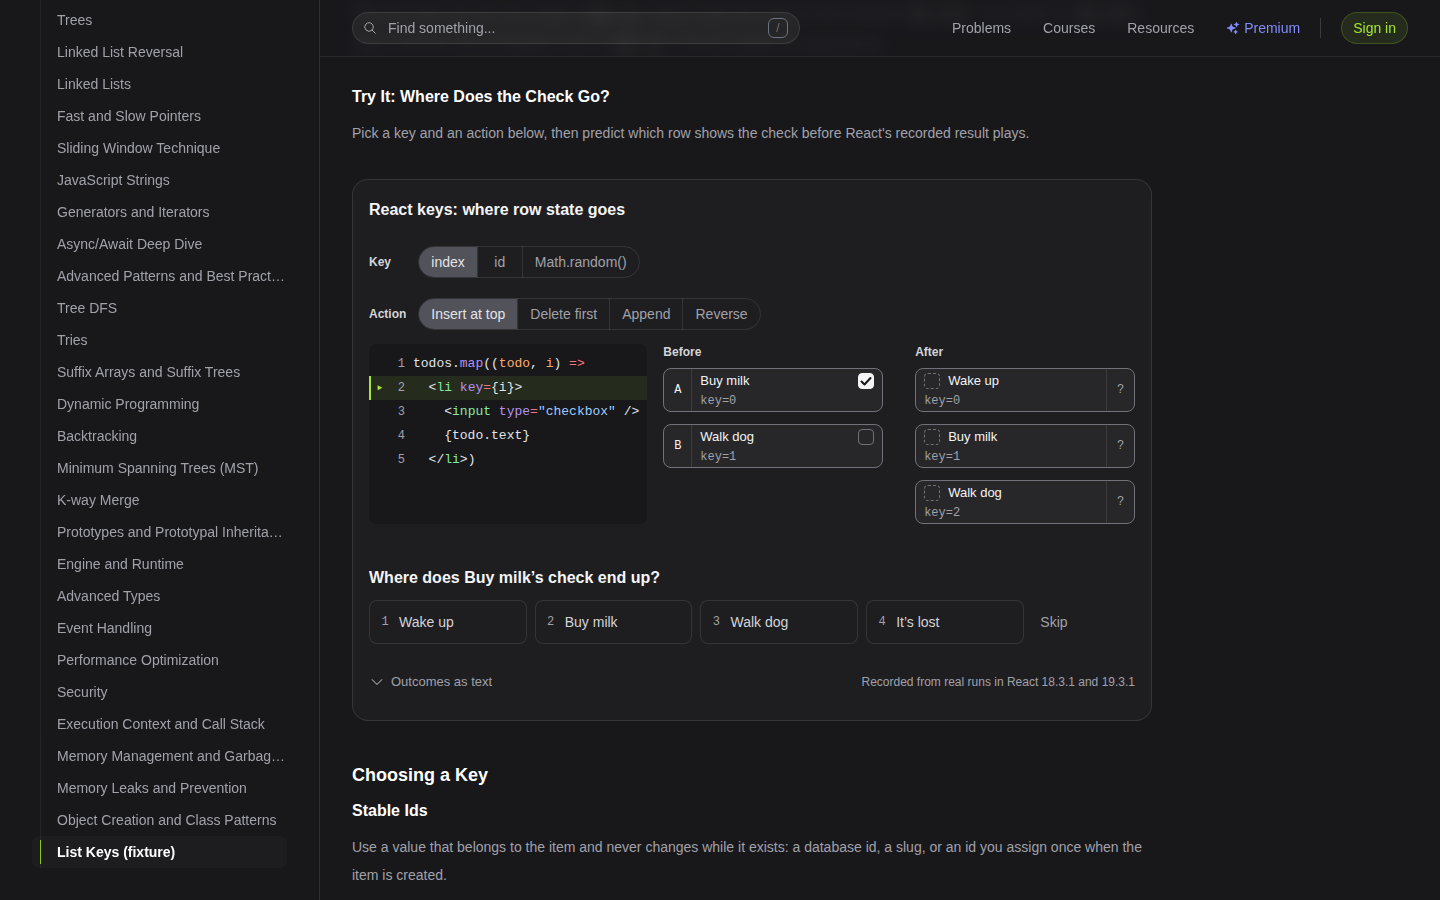 Trees
Linked List Reversal
Linked Lists
Fast and Slow Pointers
Sliding Window Technique
JavaScript Strings
Generators and Iterators
Async/Await Deep Dive
Advanced Patterns and Best Pract…
Tree DFS
Tries
Suffix Arrays and Suffix Trees
Dynamic Programming
Backtracking
Minimum Spanning Trees (MST)
K-way Merge
Prototypes and Prototypal Inherita…
Engine and Runtime
Advanced Types
Event Handling
Performance Optimization
Security
Execution Context and Call Stack
Memory Management and Garbag…
Memory Leaks and Prevention
Object Creation and Class Patterns
List Keys (fixture)
Find something... /
Problems Courses Resources Premium Sign in
Try It: Where Does the Check Go?
Pick a key and an action below, then predict which row shows the check before React's recorded result plays.
React keys: where row state goes
Key index id Math.random()
Action Insert at top Delete first Append Reverse
1 todos.map((todo, i) =>
2 <li key={i}>
3 <input type="checkbox" />
4 {todo.text}
5 </li>)
Before
A Buy milk
key=0
B Walk dog
key=1
After
Wake up
key=0 ?
Buy milk
key=1 ?
Walk dog
key=2 ?
Where does Buy milk’s check end up?
1 Wake up 2 Buy milk 3 Walk dog 4 It’s lost Skip
Outcomes as text
Recorded from real runs in React 18.3.1 and 19.3.1
Choosing a Key
Stable Ids
Use a value that belongs to the item and never changes while it exists: a database id, a slug, or an id you assign once when the
item is created.